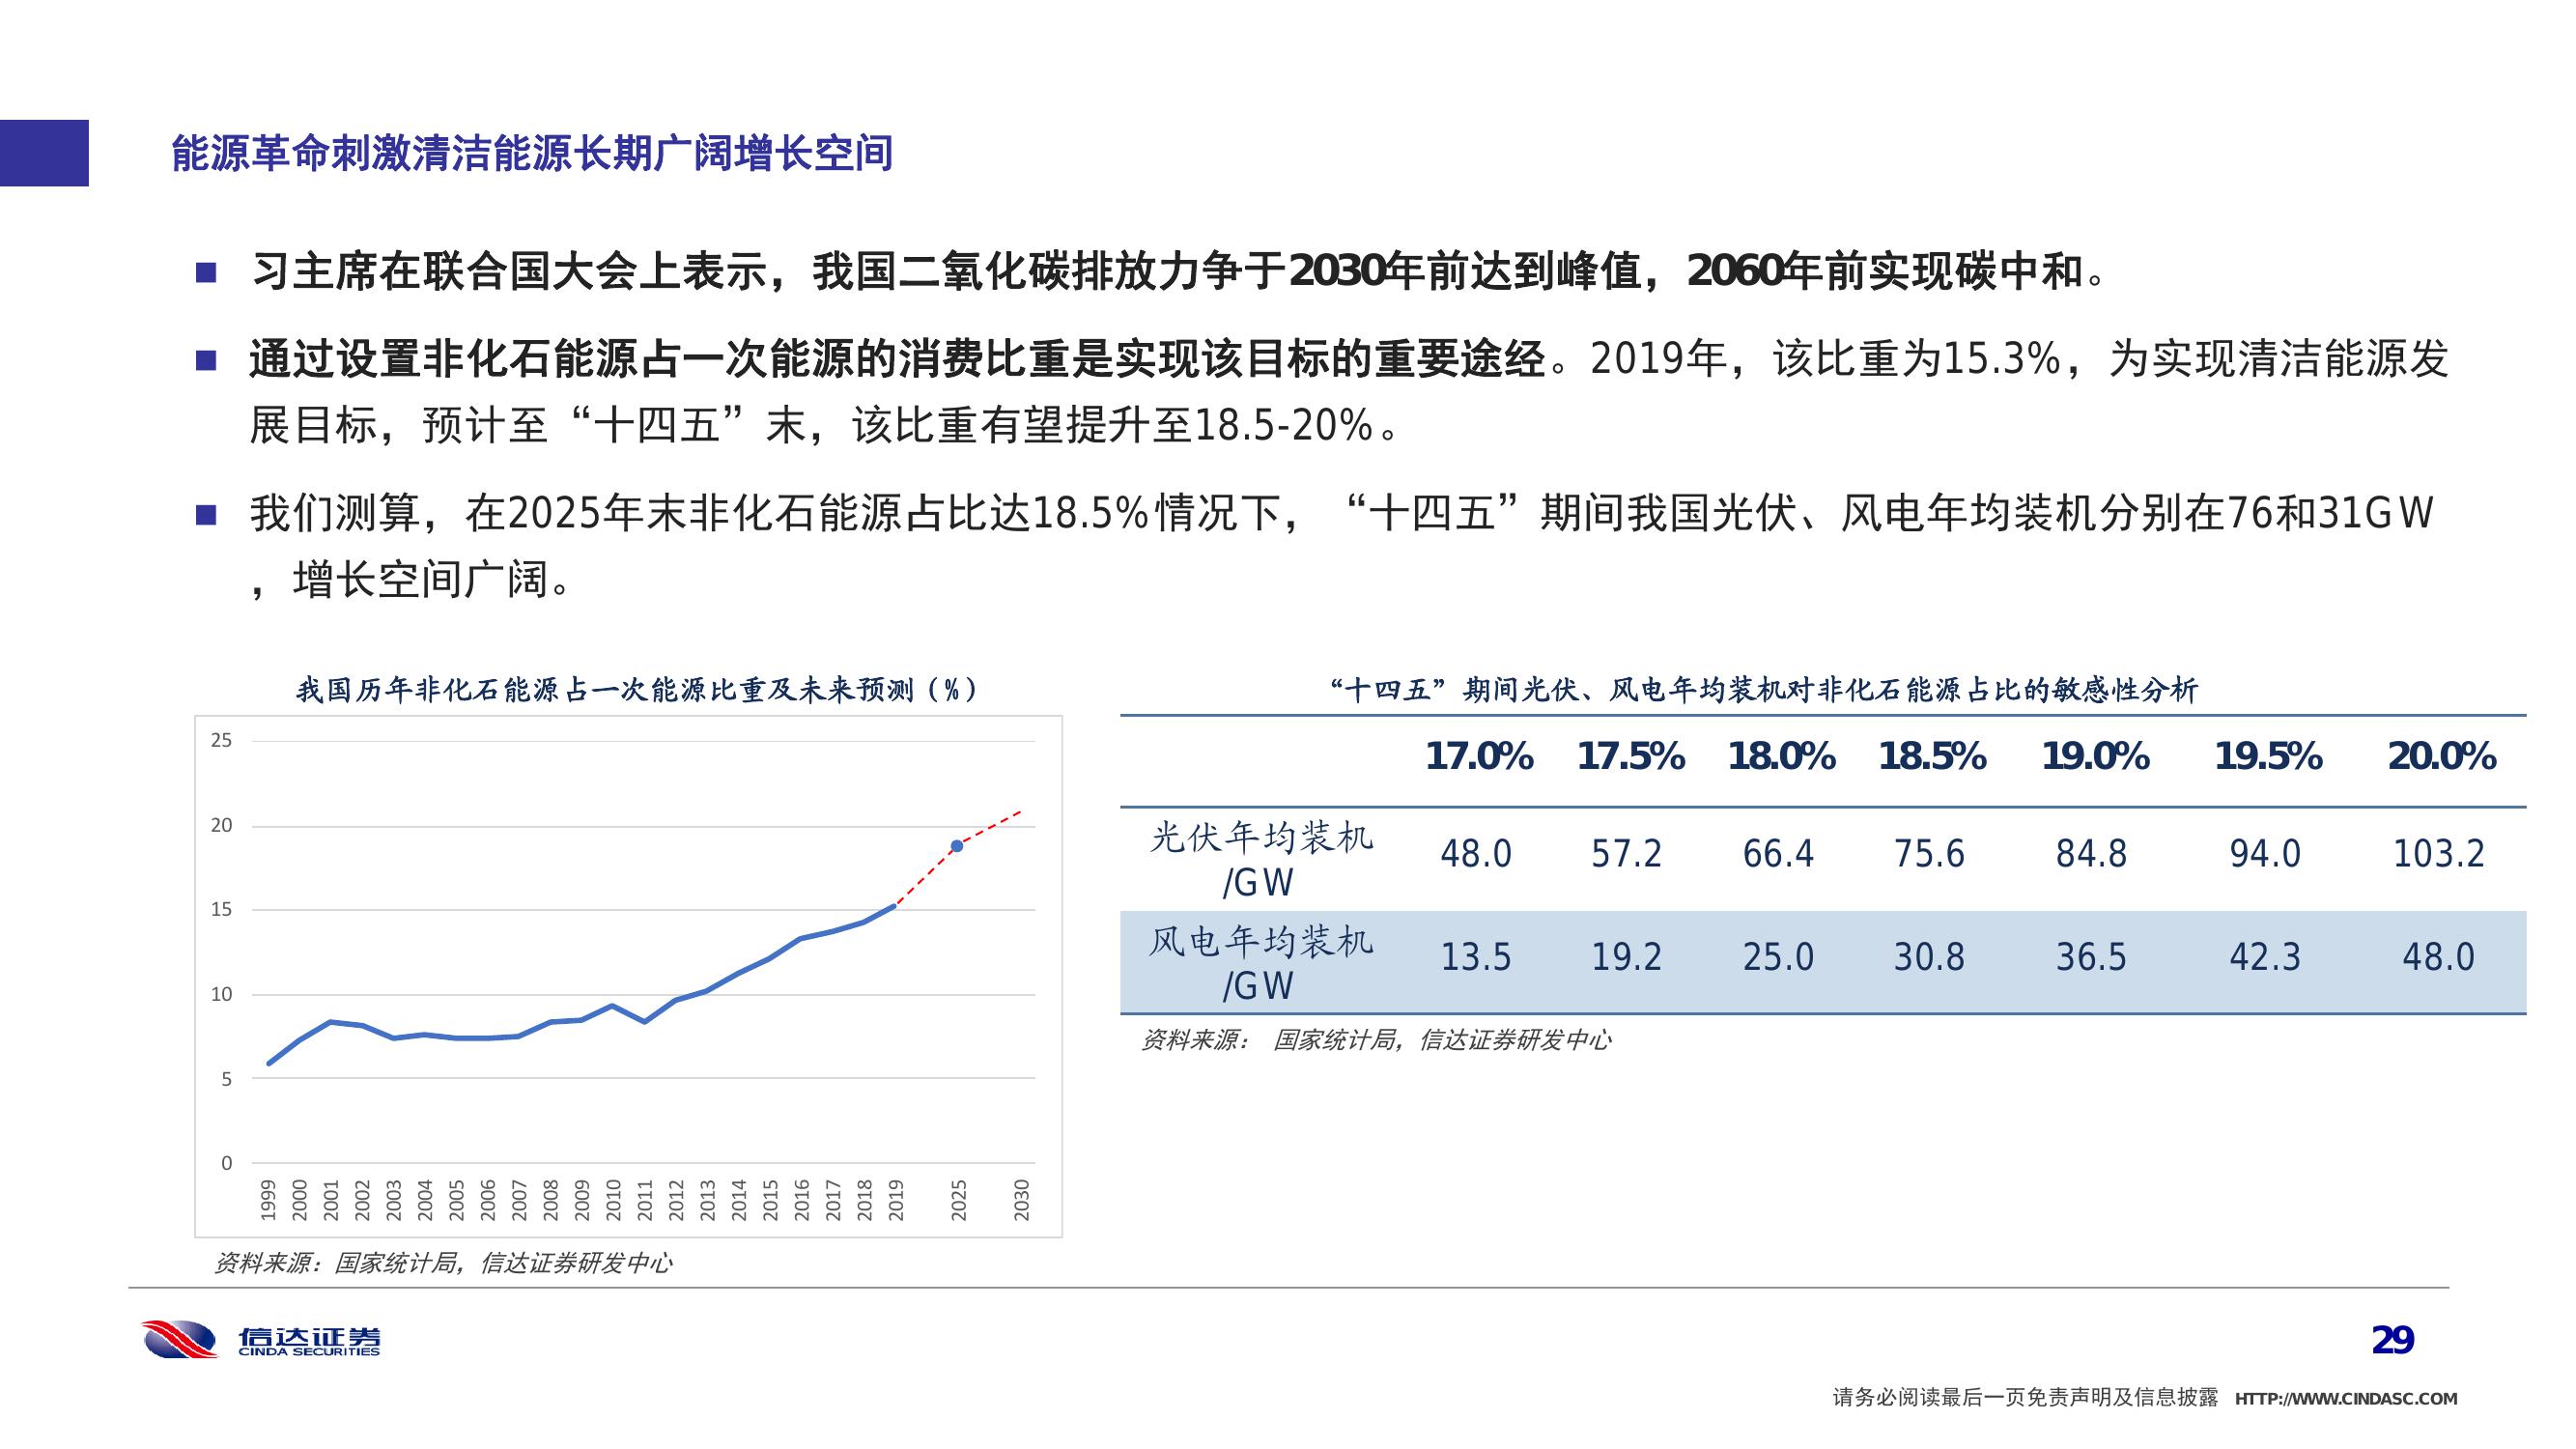 能源革命刺激清洁能源长期广阔增长空间
■ 习主席在联合国大会上表示，我国二氧化碳排放力争于2030年前达到峰值，2060年前实现碳中和。
■ 通过设置非化石能源占一次能源的消费比重是实现该目标的重要途经。2019年，该比重为15.3%，为实现清洁能源发
展目标，预计至“十四五”末，该比重有望提升至18.5-20%。
■ 我们测算，在2025年末非化石能源占比达18.5%情况下，“十四五”期间我国光伏、风电年均装机分别在76和31GW
，增长空间广阔。
我国历年非化石能源占一次能源比重及未来预测（%）
25
20
15
10
5
0
1999 2000 2001 2002 2003 2004 2005 2006 2007 2008 2009 2010 2011 2012 2013 2014 2015 2016 2017 2018 2019 2025 2030
资料来源：国家统计局，信达证券研发中心
“十四五”期间光伏、风电年均装机对非化石能源占比的敏感性分析
17.0% 17.5% 18.0% 18.5% 19.0% 19.5% 20.0%
光伏年均装机
/GW
48.0 57.2 66.4 75.6 84.8 94.0 103.2
风电年均装机
/GW
13.5 19.2 25.0 30.8 36.5 42.3 48.0
资料来源： 国家统计局，信达证券研发中心
信达证券
CINDA SECURITIES
29
请务必阅读最后一页免责声明及信息披露 HTTP://WWW.CINDASC.COM